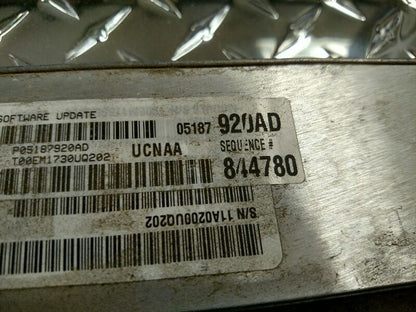 SOFTWARE UPDATE
05187 920AD
P05187920AD
UCNAA SEQUENCE #
T00EM1730UQ202
844780
S/N 11A0200UQ202